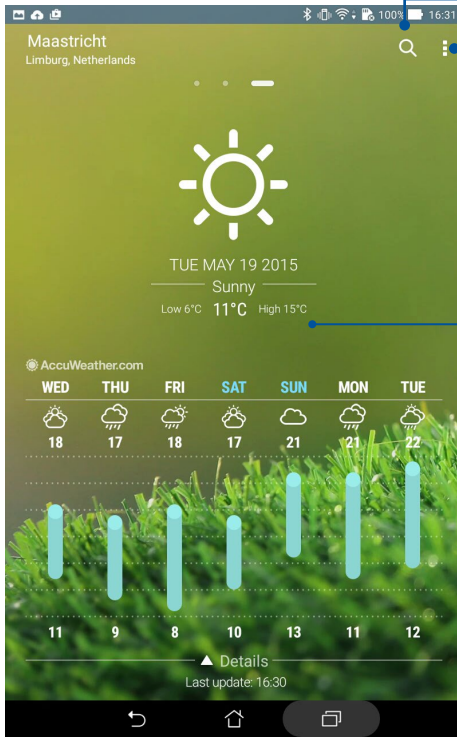 100% 16:31
Maastricht
Limburg, Netherlands
TUE MAY 19 2015
Sunny
Low 6°C 11°C High 15°C
AccuWeather.com
WED THU FRI SAT SUN MON TUE
18 17 18 17 21 21 22
11 9 8 10 13 11 12
Details
Last update: 16:30